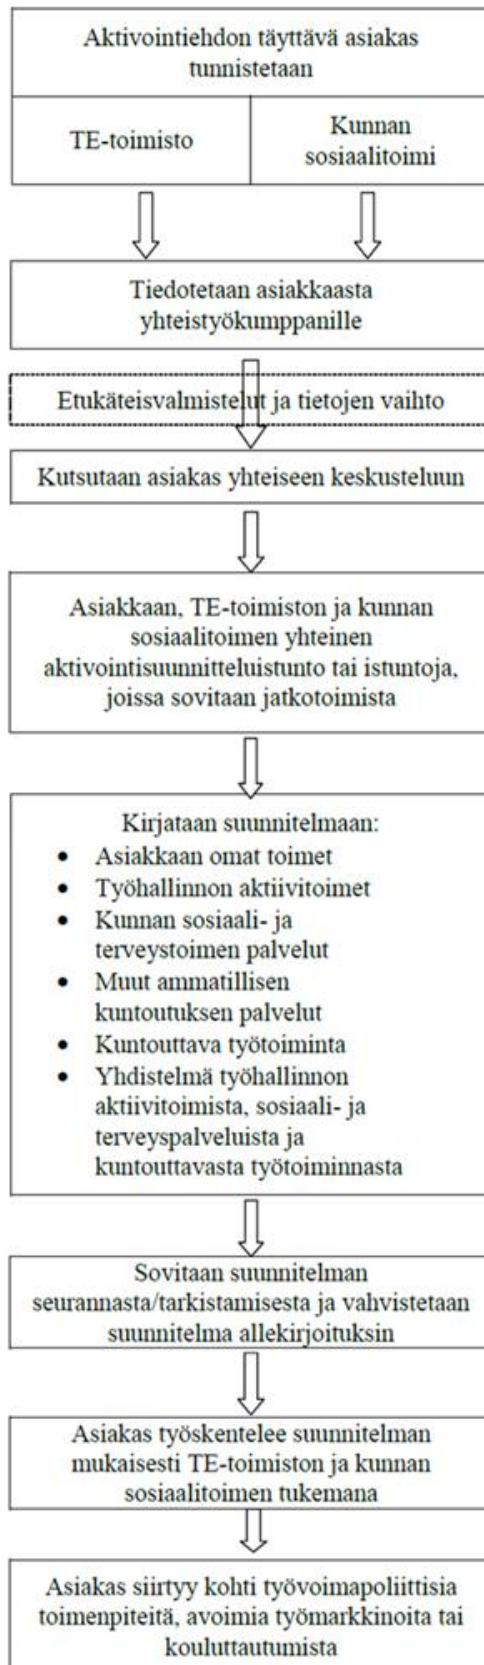 Aktivointiehdon täyttävä asiakas
tunnistetaan
TE-toimisto
Kunnan
sosiaalitoimi
Tiedotetaan asiakkaasta
yhteistyökumppanille
Etukäteisvalmistelut ja tietojen vaihto
Kutsutaan asiakas yhteiseen keskusteluun
Asiakkaan, TE-toimiston ja kunnan
sosiaalitoimen yhteinen
aktivointisuunnitteluistunto tai istuntoja,
joissa sovitaan jatkotoimista
Kirjataan suunnitelmaan:
• Asiakkaan omat toimet
• Työhallinnon aktiivitoimet
• Kunnan sosiaali- ja
terveystoimen palvelut
• Muut ammatillisen
kuntoutuksen palvelut
• Kuntouttava työtoiminta
• Yhdistelmä työhallinnon
aktiivitoimista, sosiaali- ja
terveyspalveluista ja
kuntouttavasta työtoiminnasta
Sovitaan suunnitelman
seurannasta/tarkistamisesta ja vahvistetaan
suunnitelma allekirjoituksin
Asiakas työskentelee suunnitelman
mukaisesti TE-toimiston ja kunnan
sosiaalitoimen tukemana
Asiakas siirtyy kohti työvoimapoliittisia
toimenpiteitä, avoimia työmarkkinoita tai
kouluttautumista